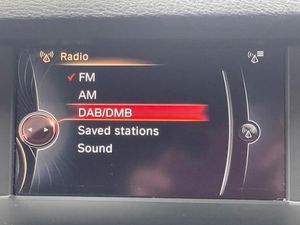 Radio
FM
AM
DAB/DMB
Saved stations
Sound